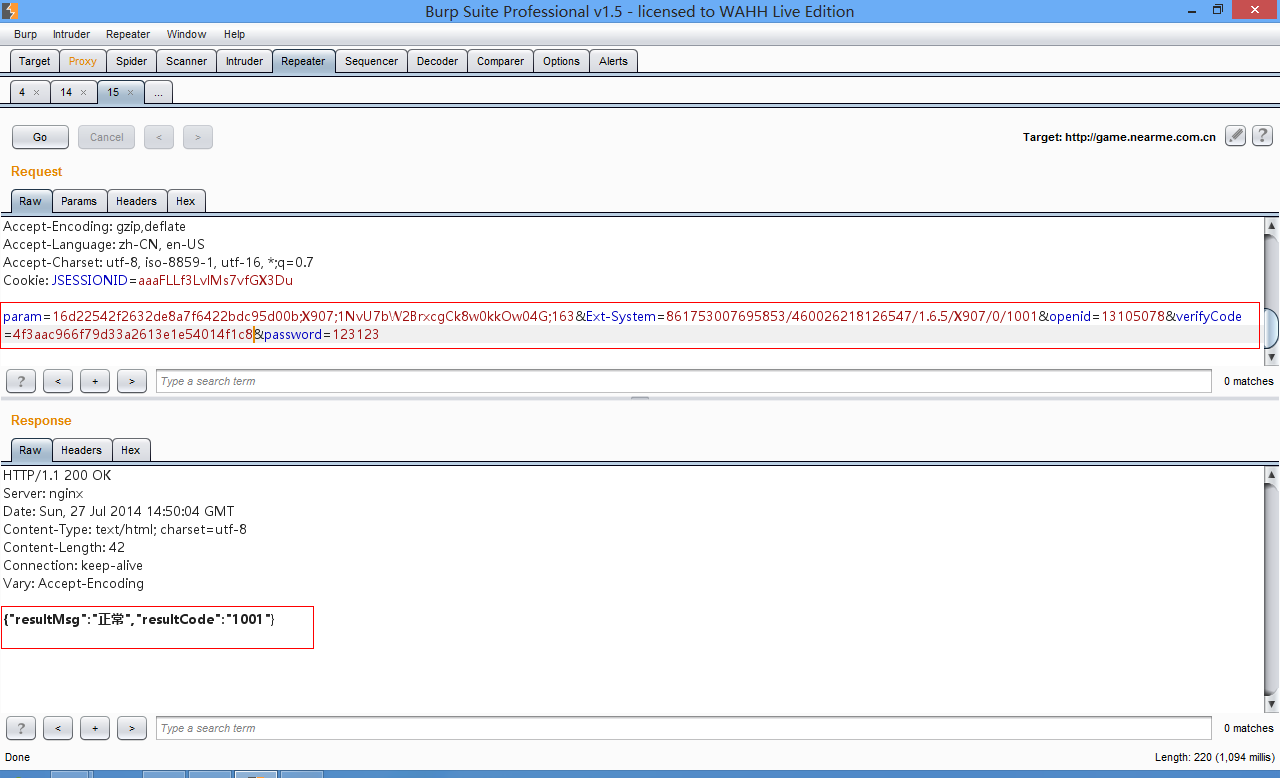 Burp Suite Professional v1.5 - licensed to WAHH Live Edition
Burp Intruder Repeater Window Help
Target Proxy Spider Scanner Intruder Repeater Sequencer Decoder Comparer Options Alerts
4 × 14 × 15 × ...
Go Cancel < > Target: http://game.nearme.com.cn ?
Request
Raw Params Headers Hex
Accept-Encoding: gzip,deflate
Accept-Language: zh-CN, en-US
Accept-Charset: utf-8, iso-8859-1, utf-16, *;q=0.7
Cookie: JSESSIONID=aaaFLLf3LvlMs7vfGX3Du
param=16d22542f2632de8a7f6422bdc95d00b;X907;1NvU7bW2BrxcgCk8w0kkOw04G;163&Ext-System=861753007695853/460026218126547/1.6.5/X907/0/1001&openid=13105078&verifyCode
=4f3aac966f79d33a2613e1e54014f1c8&password=123123
? < + > Type a search term 0 matches
Response
Raw Headers Hex
HTTP/1.1 200 OK
Server: nginx
Date: Sun, 27 Jul 2014 14:50:04 GMT
Content-Type: text/html; charset=utf-8
Content-Length: 42
Connection: keep-alive
Vary: Accept-Encoding
{"resultMsg":"正常","resultCode":"1001"}
? < + > Type a search term 0 matches
Done Length: 220 (1,094 millis)